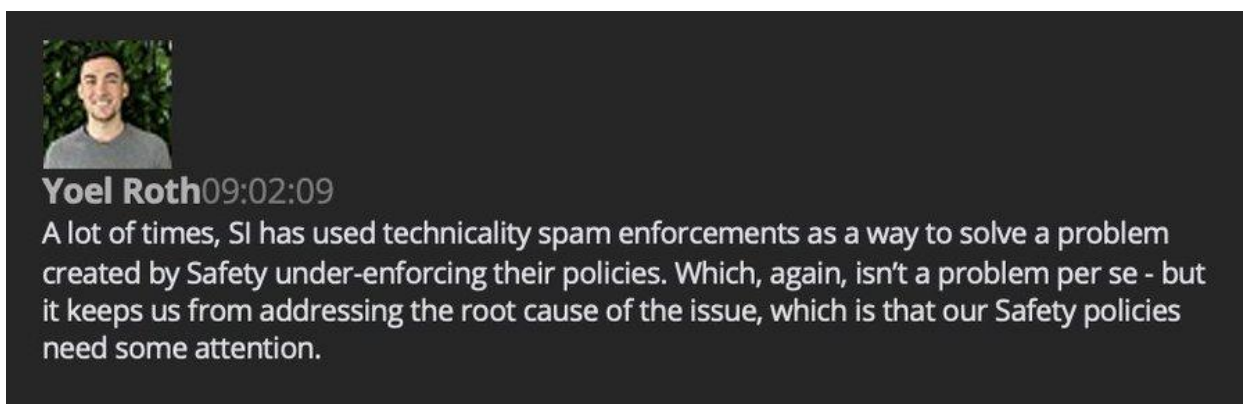 Yoel Roth09:02:09
A lot of times, SI has used technicality spam enforcements as a way to solve a problem
created by Safety under-enforcing their policies. Which, again, isn’t a problem per se - but
it keeps us from addressing the root cause of the issue, which is that our Safety policies
need some attention.